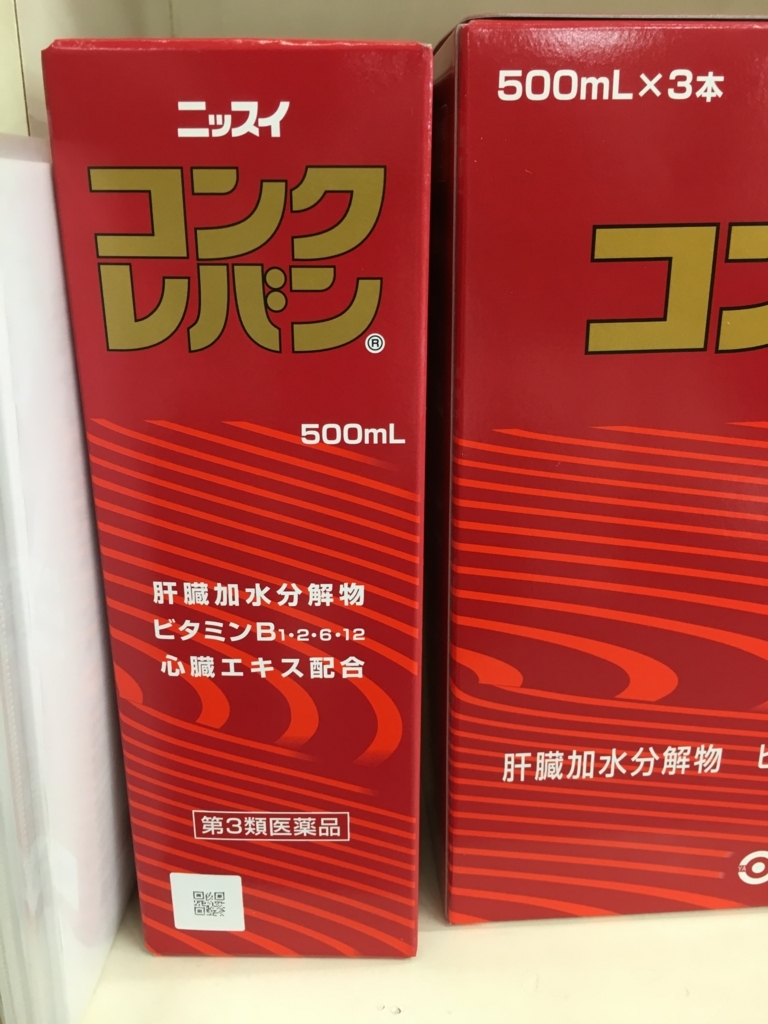 ニッスイ
コンク
レバン®
500mL
肝臓加水分解物
ビタミンB1・2・6・12
心臓エキス配合
第3類医薬品
500mL×3本
コン
肝臓加水分解物 ビ